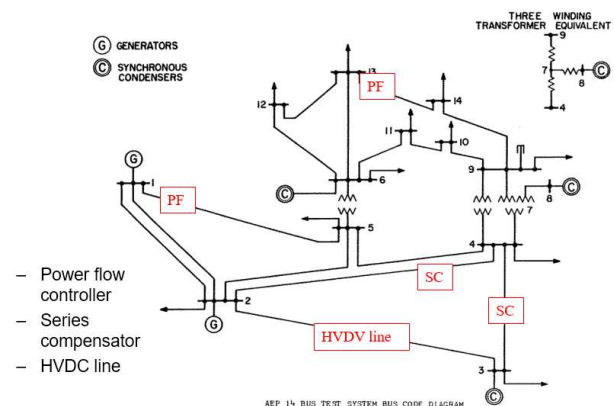 THREE WINDING
TRANSFORMER EQUIVALENT
9
7
C
8
4
G GENERATORS
C SYNCHRONOUS
CONDENSERS
13
PF
14
12
11
10
9
G
1
C
6
C
8
7
PF
5
4
SC
– Power flow
controller
– Series
compensator
– HVDC line
2
G
SC
HVDV line
3
C
AEP 14 BUS TEST SYSTEM BUS CODE DIAGRAM